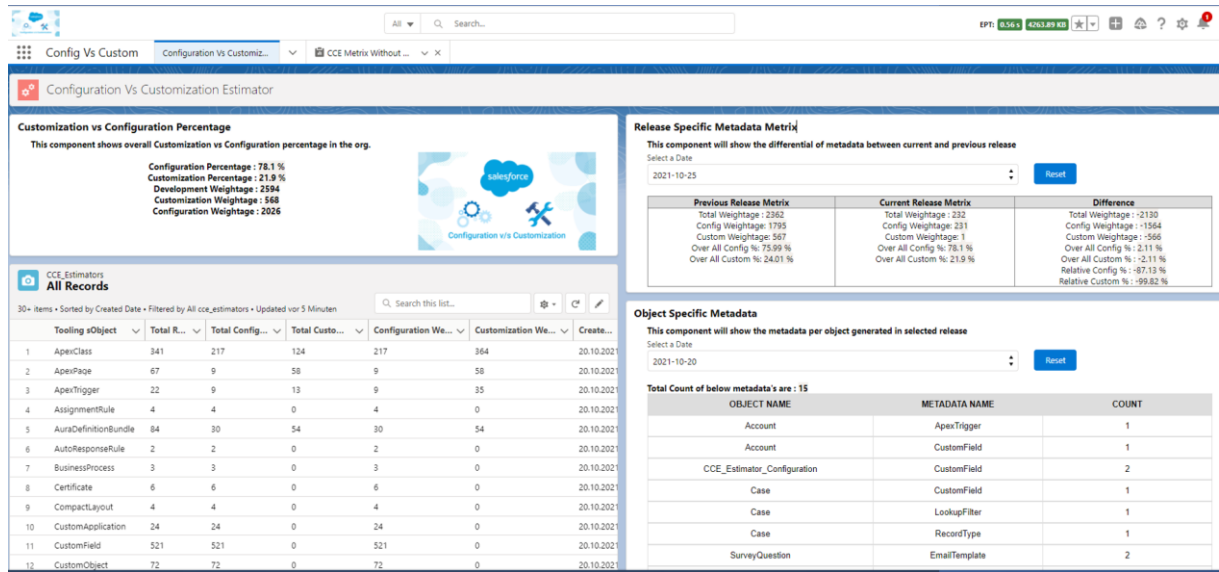 All
Search...
EPT: 0.56 s 4263.89 KB
Config Vs Custom
Configuration Vs Customiz...
CCE Metrix Without ...
Configuration Vs Customization Estimator
Customization vs Configuration Percentage
This component shows overall Customization vs Configuration percentage in the org.
Configuration Percentage : 78.1 %
Customization Percentage : 21.9 %
Development Weightage : 2594
Customization Weightage : 568
Configuration Weightage : 2026
salesforce
Configuration v/s Customization
CCE_Estimators
All Records
30+ items • Sorted by Created Date • Filtered by All cce_estimators • Updated vor 5 Minuten
Search this list...
Tooling sObject Total R... Total Config... Total Custo... Configuration We... Customization We... Create...
1 ApexClass 341 217 124 217 364 20.10.2021
2 ApexPage 67 9 58 9 58 20.10.2021
3 ApexTrigger 22 9 13 9 35 20.10.2021
4 AssignmentRule 4 4 0 4 0 20.10.2021
5 AuraDefinitionBundle 84 30 54 30 54 20.10.2021
6 AutoResponseRule 2 2 0 2 0 20.10.2021
7 BusinessProcess 3 3 0 3 0 20.10.2021
8 Certificate 6 6 0 6 0 20.10.2021
9 CompactLayout 4 4 0 4 0 20.10.2021
10 CustomApplication 24 24 0 24 0 20.10.2021
11 CustomField 521 521 0 521 0 20.10.2021
12 CustomObject 72 72 0 72 0 20.10.2021
Release Specific Metadata Metrix
This component will show the differential of metadata between current and previous release
Select a Date
2021-10-25
Reset
Previous Release Metrix Current Release Metrix Difference
Total Weightage : 2362 Total Weightage : 232 Total Weightage : -2130
Config Weightage: 1795 Config Weightage: 231 Config Weightage : -1564
Custom Weightage: 567 Custom Weightage: 1 Custom Weightage : -566
Over All Config %: 75.99 % Over All Config %: 78.1 % Over All Config % : 2.11 %
Over All Custom %: 24.01 % Over All Custom %: 21.9 % Over All Custom % : -2.11 %
Relative Config % : -87.13 %
Relative Custom % : -99.82 %
Object Specific Metadata
This component will show the metadata per object generated in selected release
Select a Date
2021-10-20
Reset
Total Count of below metadata's are : 15
OBJECT NAME METADATA NAME COUNT
Account ApexTrigger 1
Account CustomField 1
CCE_Estimator_Configuration CustomField 2
Case CustomField 1
Case LookupFilter 1
Case RecordType 1
SurveyQuestion EmailTemplate 2